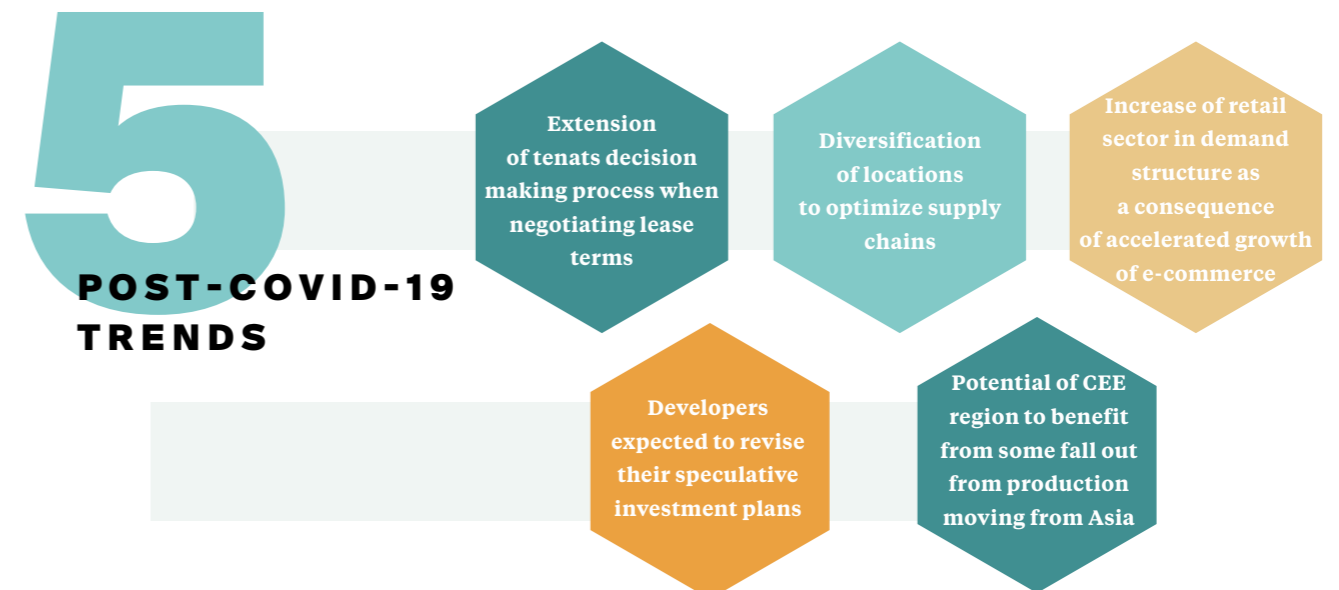 5
POST-COVID-19
TRENDS
Extension
of tenats decision
making process when
negotiating lease
terms
Diversification
of locations
to optimize supply
chains
Increase of retail
sector in demand
structure as
a consequence
of accelerated growth
of e-commerce
Developers
expected to revise
their speculative
investment plans
Potential of CEE
region to benefit
from some fall out
from production
moving from Asia